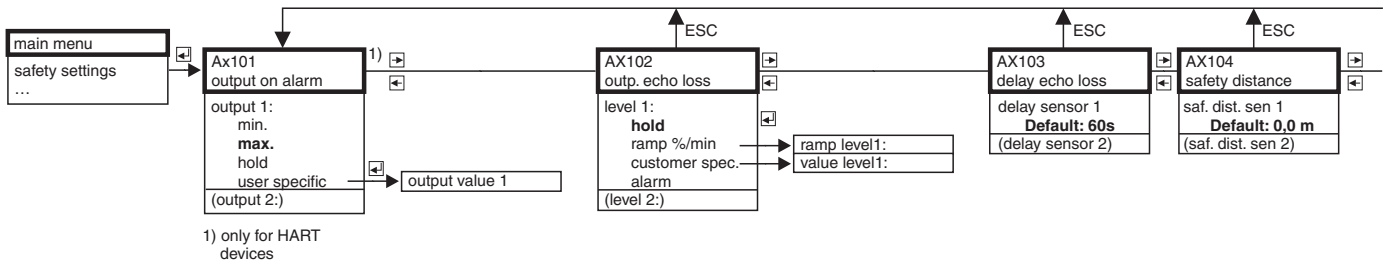 main menu
safety settings
...
Ax101
output on alarm
1)
output 1:
min.
max.
hold
user specific
output value 1
(output 2:)
1) only for HART
devices
ESC
AX102
outp. echo loss
level 1:
hold
ramp %/min
ramp level1:
customer spec.
value level1:
alarm
(level 2:)
ESC
AX103
delay echo loss
delay sensor 1
Default: 60s
(delay sensor 2)
ESC
AX104
safety distance
saf. dist. sen 1
Default: 0,0 m
(saf. dist. sen 2)